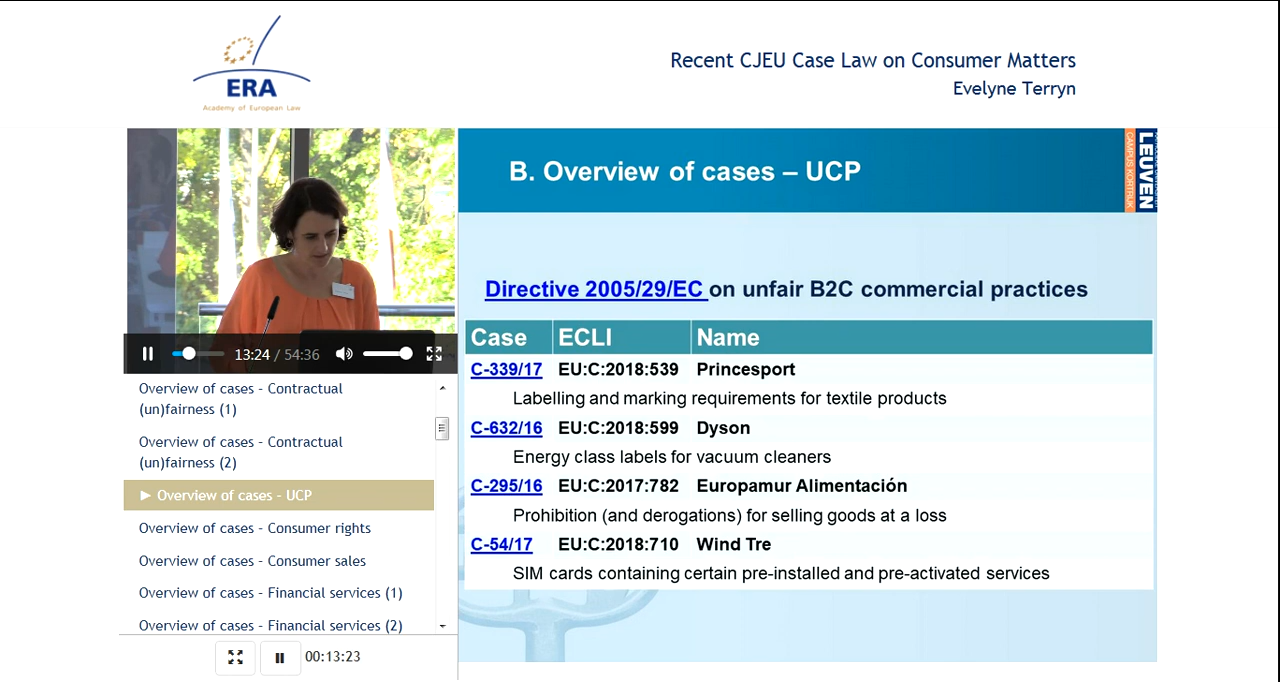 ERA
Academy of European Law
Recent CJEU Case Law on Consumer Matters
Evelyne Terryn
B. Overview of cases – UCP
LEUVEN
CAMPUS KORTRIJK
Directive 2005/29/EC on unfair B2C commercial practices
Case ECLI Name
C-339/17 EU:C:2018:539 Princesport
Labelling and marking requirements for textile products
C-632/16 EU:C:2018:599 Dyson
Energy class labels for vacuum cleaners
C-295/16 EU:C:2017:782 Europamur Alimentación
Prohibition (and derogations) for selling goods at a loss
C-54/17 EU:C:2018:710 Wind Tre
SIM cards containing certain pre-installed and pre-activated services
13:24 / 54:36
Overview of cases - Contractual
(un)fairness (1)
Overview of cases - Contractual
(un)fairness (2)
Overview of cases - UCP
Overview of cases - Consumer rights
Overview of cases - Consumer sales
Overview of cases - Financial services (1)
Overview of cases - Financial services (2)
00:13:23